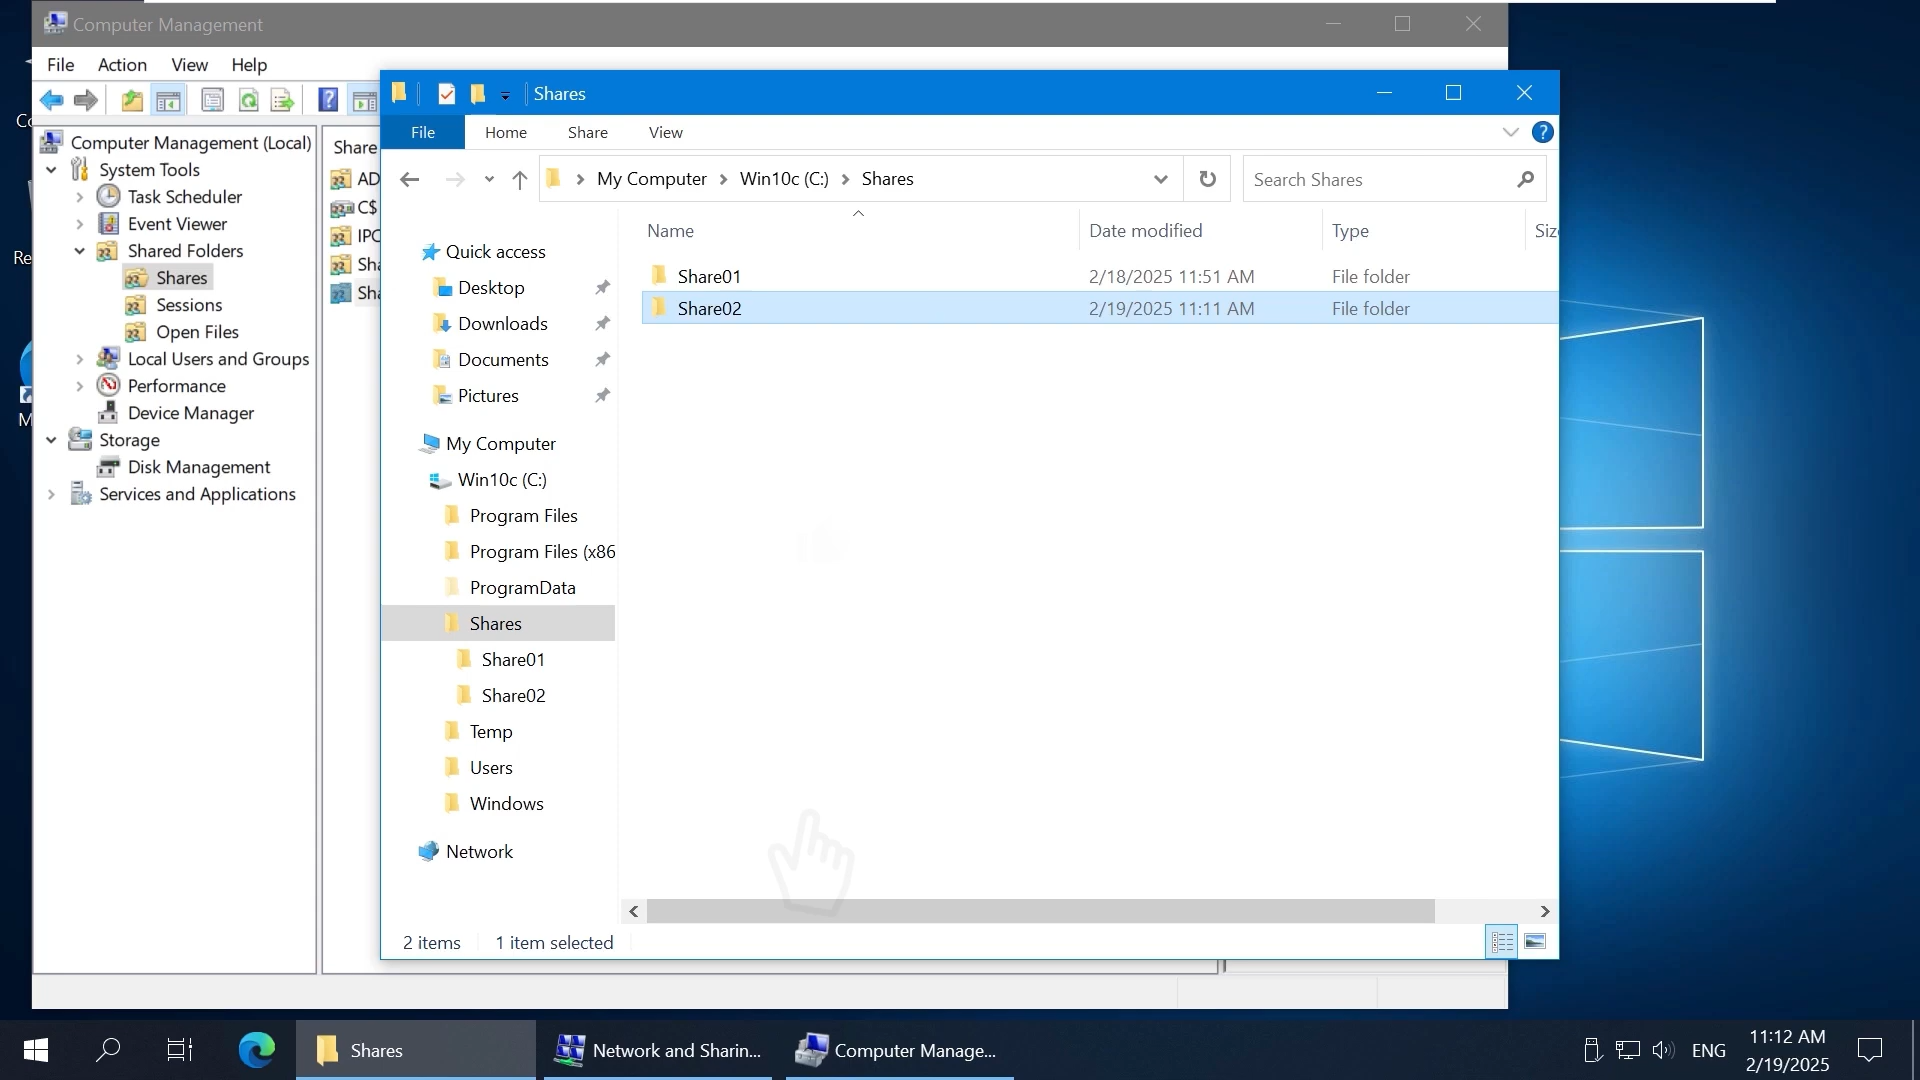 Computer Management
File Action View Help
Computer Management (Local)
System Tools
Task Scheduler
Event Viewer
Shared Folders
Shares
Sessions
Open Files
Local Users and Groups
Performance
Device Manager
Storage
Disk Management
Services and Applications
Share
AD
C$
IPC
Sha
Sha
Shares
File Home Share View
My Computer Win10c (C:) Shares
Search Shares
Quick access
Desktop
Downloads
Documents
Pictures
My Computer
Win10c (C:)
Program Files
Program Files (x86
ProgramData
Shares
Share01
Share02
Temp
Users
Windows
Network
Name Date modified Type Siz
Share01 2/18/2025 11:51 AM File folder
Share02 2/19/2025 11:11 AM File folder
2 items 1 item selected
Co
Re
M
Shares
Network and Sharin...
Computer Manage...
ENG
11:12 AM
2/19/2025